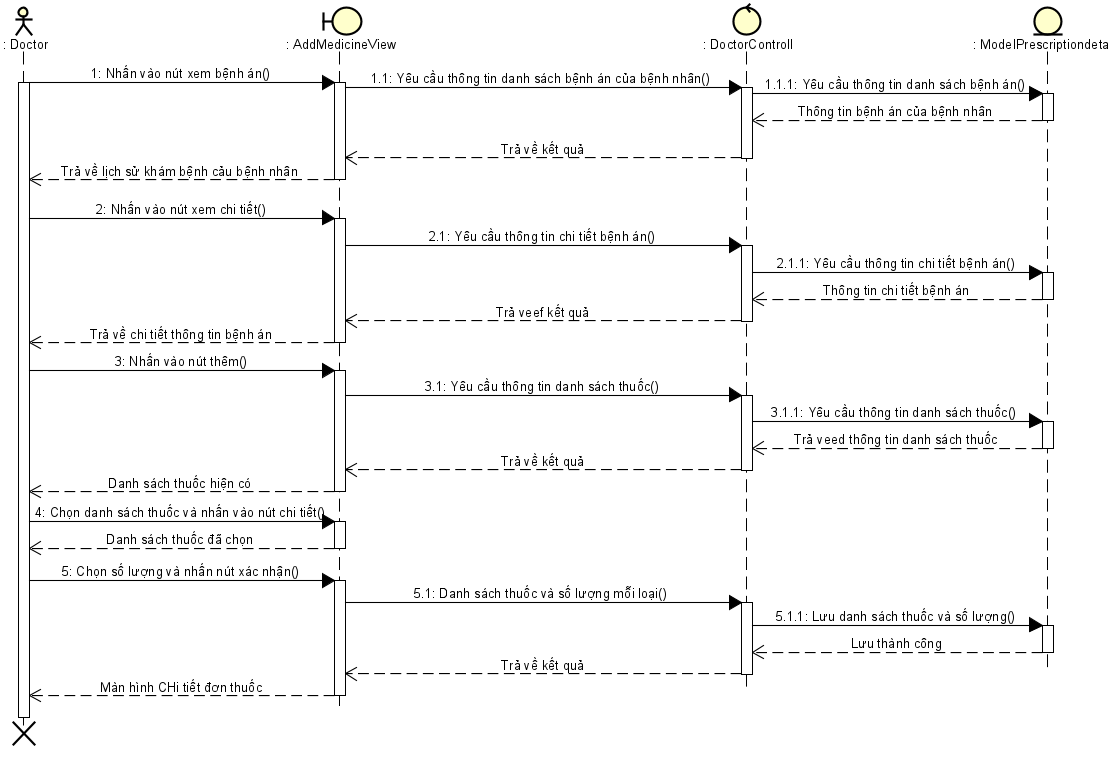 : Doctor
: AddMedicineView
: DoctorControll
: ModelPrescriptiondeta
1: Nhấn vào nút xem bệnh án()
1.1: Yêu cầu thông tin danh sách bệnh án của bệnh nhân()
1.1.1: Yêu cầu thông tin danh sách bệnh án()
Thông tin bệnh án của bệnh nhân
Trả về kết quả
Trả về lịch sử khám bệnh cảu bệnh nhân
2: Nhấn vào nút xem chi tiết()
2.1: Yêu cầu thông tin chi tiết bệnh án()
2.1.1: Yêu cầu thông tin chi tiết bệnh án()
Thông tin chi tiết bệnh án
Trả veef kết quả
Trả về chi tiết thông tin bệnh án
3: Nhấn vào nút thêm()
3.1: Yêu cầu thông tin danh sách thuốc()
3.1.1: Yêu cầu thông tin danh sách thuốc()
Trả veed thông tin danh sách thuốc
Trả về kết quả
Danh sách thuốc hiện có
4: Chọn danh sách thuốc và nhấn vào nút chi tiết()
Danh sách thuốc đã chọn
5: Chọn số lượng và nhấn nút xác nhận()
5.1: Danh sách thuốc và số lượng mỗi loại()
5.1.1: Lưu danh sách thuốc và số lượng()
Lưu thành công
Trả về kết quả
Màn hình CHi tiết đơn thuốc